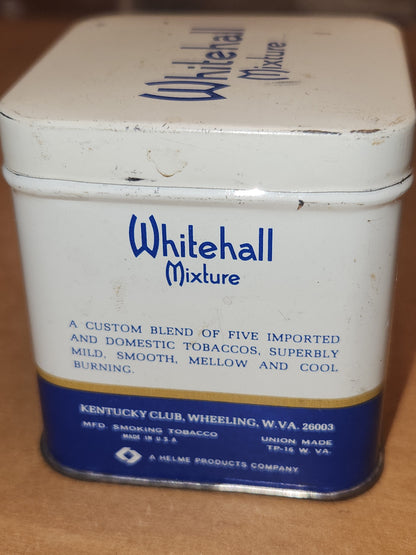 Whitehall
Mixture
Whitehall
Mixture
A CUSTOM BLEND OF FIVE IMPORTED
AND DOMESTIC TOBACCOS, SUPERBLY
MILD, SMOOTH, MELLOW AND COOL
BURNING.
KENTUCKY CLUB, WHEELING, W.VA. 26003
MFD. SMOKING TOBACCO
MADE IN U.S.A
UNION MADE
TP-16 W. VA.
A HELME PRODUCTS COMPANY